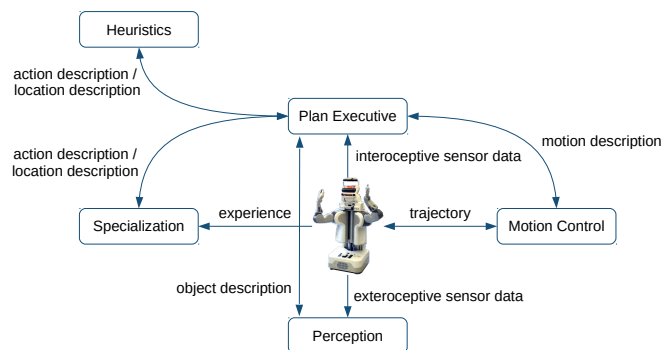 Heuristics
action description /
location description
Plan Executive
motion description
action description /
location description
interoceptive sensor data
Specialization
experience
trajectory
Motion Control
object description
exteroceptive sensor data
Perception